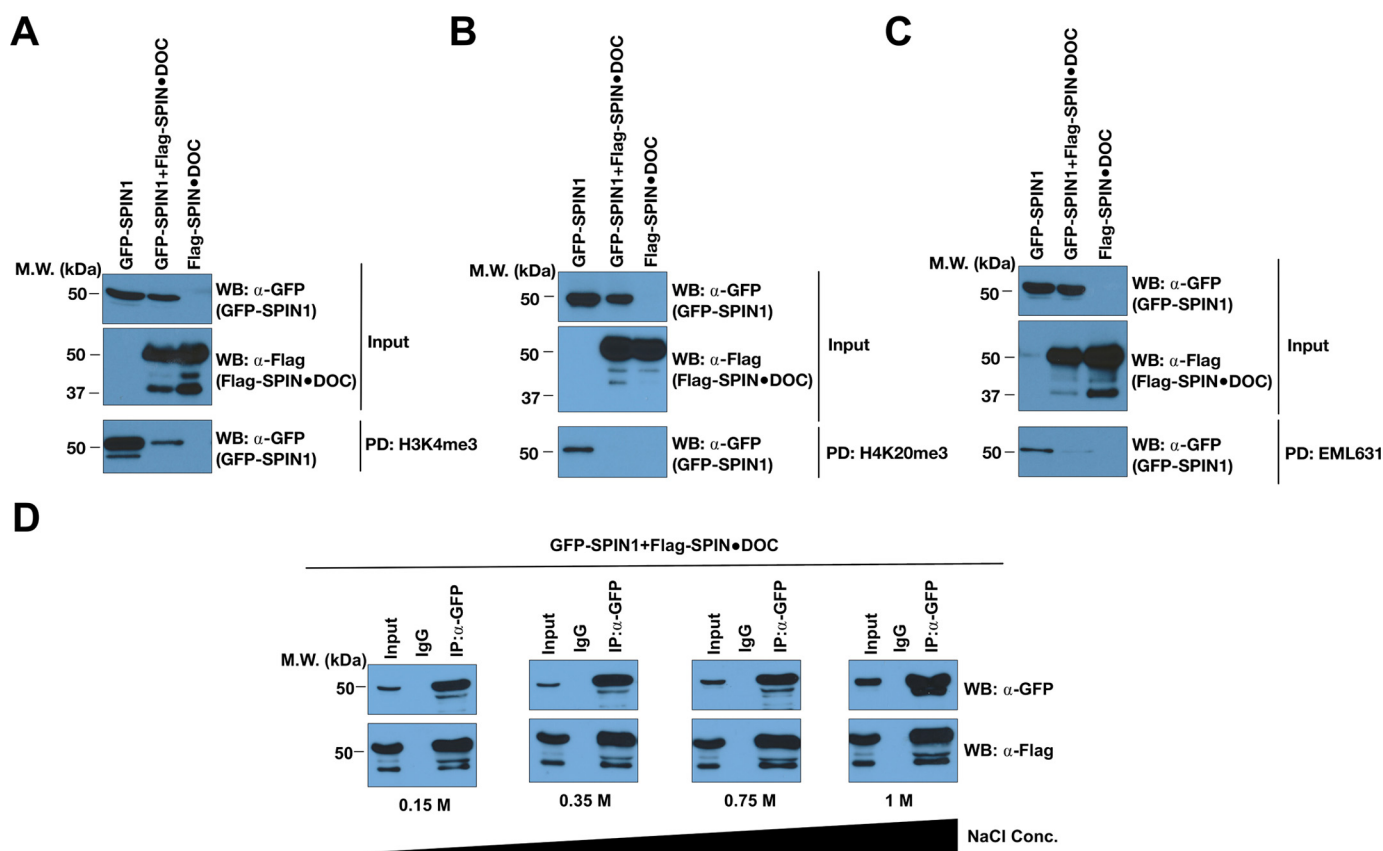 A
GFP-SPIN1
GFP-SPIN1+Flag-SPIN●DOC
Flag-SPIN●DOC
M.W. (kDa)
50
WB: α-GFP
(GFP-SPIN1)
50
37
WB: α-Flag
(Flag-SPIN●DOC)
Input
50
WB: α-GFP
(GFP-SPIN1)
PD: H3K4me3
B
GFP-SPIN1
GFP-SPIN1+Flag-SPIN●DOC
Flag-SPIN●DOC
M.W. (kDa)
50
WB: α-GFP
(GFP-SPIN1)
50
37
WB: α-Flag
(Flag-SPIN●DOC)
Input
50
WB: α-GFP
(GFP-SPIN1)
PD: H4K20me3
C
GFP-SPIN1
GFP-SPIN1+Flag-SPIN●DOC
Flag-SPIN●DOC
M.W. (kDa)
50
WB: α-GFP
(GFP-SPIN1)
50
37
WB: α-Flag
(Flag-SPIN●DOC)
Input
50
WB: α-GFP
(GFP-SPIN1)
PD: EML631
D
GFP-SPIN1+Flag-SPIN●DOC
Input
IgG
IP:α-GFP
Input
IgG
IP:α-GFP
Input
IgG
IP:α-GFP
Input
IgG
IP:α-GFP
M.W. (kDa)
50
WB: α-GFP
50
WB: α-Flag
0.15 M
0.35 M
0.75 M
1 M
NaCl Conc.